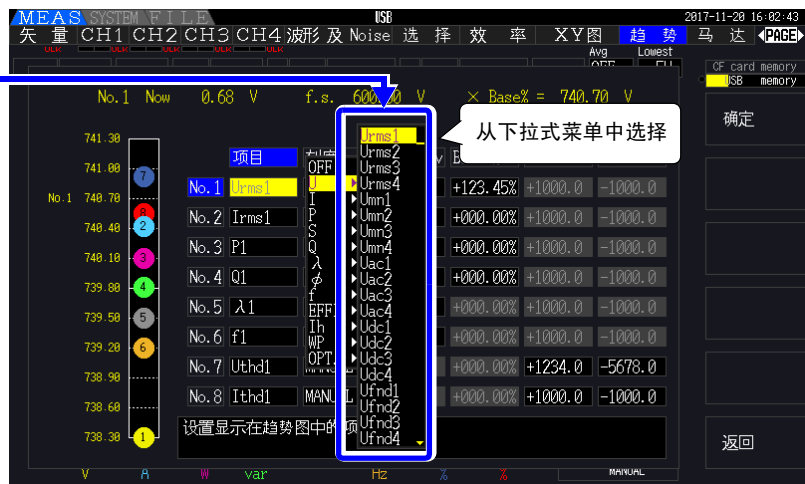 MEAS SYSTEM FILE USB 2017-11-20 16:02:43
矢 量 CH1 CH2 CH3 CH4 波形 及 Noise 选 择 效 率 XY图 趋 势 马 达 PAGE
Avg Lowest
CF card memory
USB memory
No.1 Now 0.68 V f.s. 600.00 V × Base% = 740.70 V
从下拉式菜单中选择
确定
741.30
741.00
No.1 740.70
740.40
740.10
739.80
739.50
739.20
738.90
738.60
738.30
7
8
2
3
4
5
6
1
项目
No.1 Urms1 +123.45% +1000.0 -1000.0
No.2 Irms1 +000.00% +1000.0 -1000.0
No.3 P1 +000.00% +1000.0 -1000.0
No.4 Q1 +000.00% +1000.0 -1000.0
No.5 λ1 +000.00% +1000.0 -1000.0
No.6 f1 +000.00% +1000.0 -1000.0
No.7 Uthd1 +000.00% +1234.0 -5678.0
No.8 Ithd1 MANU +000.00% +1000.0 -1000.0
OFF
U
I
P
S
Q
λ
ϕ
f
EFF
Ih
WP
OPT.
Urms1
Urms2
Urms3
Urms4
Umn1
Umn2
Umn3
Umn4
Uac1
Uac2
Uac3
Uac4
Udc1
Udc2
Udc3
Udc4
Ufnd1
Ufnd2
Ufnd3
Ufnd4
设置显示在趋势图中的项
返回
V A W var Hz % % MANUAL